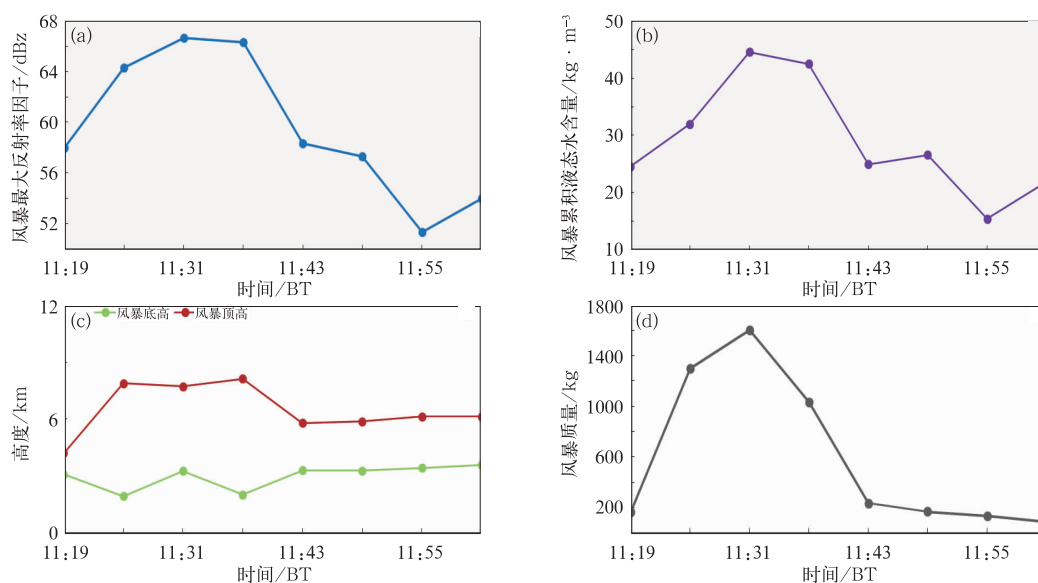 (a)
风暴最大反射率因子/dBz
68
64
60
56
52
11:19 11:31 11:43 11:55
时间/BT
(b)
风暴累积液态水含量/kg·m⁻³
50
40
30
20
10
11:19 11:31 11:43 11:55
时间/BT
(c)
风暴底高 风暴顶高
高度/km
12
6
0
11:19 11:31 11:43 11:55
时间/BT
(d)
风暴质量/kg
1800
1400
1000
600
200
11:19 11:31 11:43 11:55
时间/BT